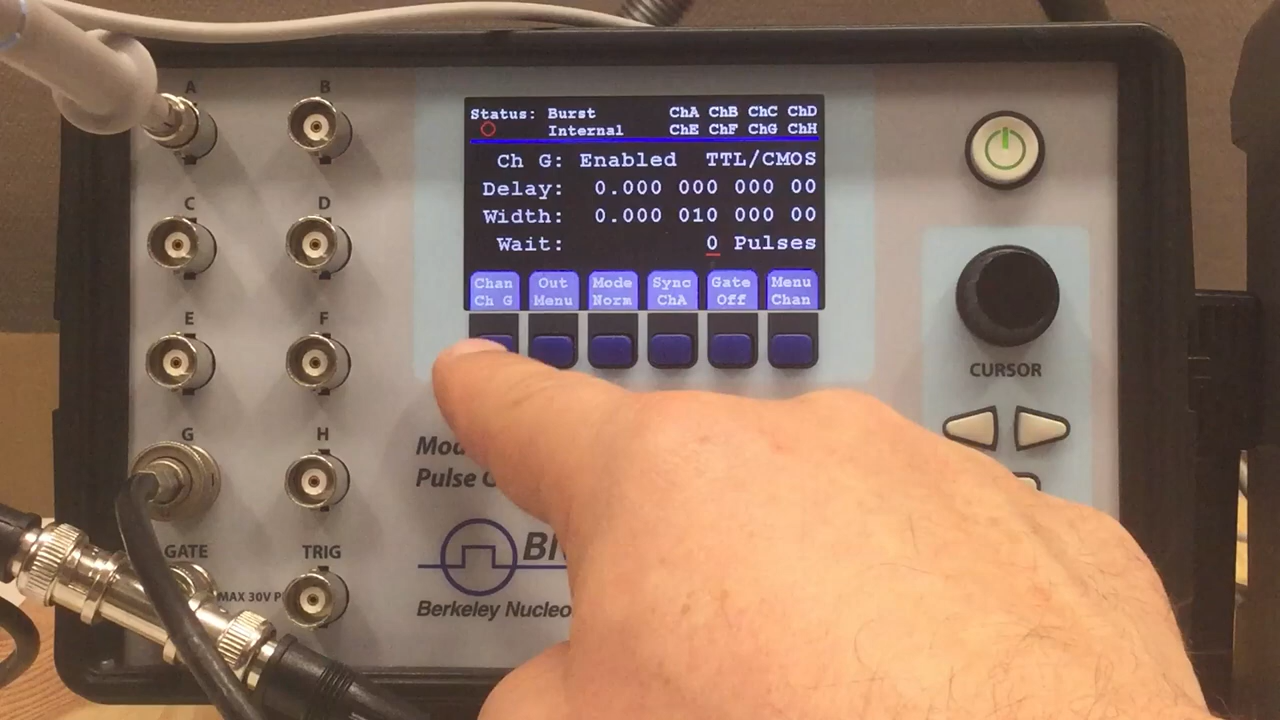 A B
C D
E F
G H
GATE TRIG
MAX 30V
Status: Burst ChA ChB ChC ChD
Internal ChE ChF ChG ChH
Ch G: Enabled TTL/CMOS
Delay: 0.000 000 000 00
Width: 0.000 010 000 00
Wait: 0 Pulses
Chan Out Mode Sync Gate Menu
Ch G Menu Norm ChA Off Chan
CURSOR
Pulse
Berkeley